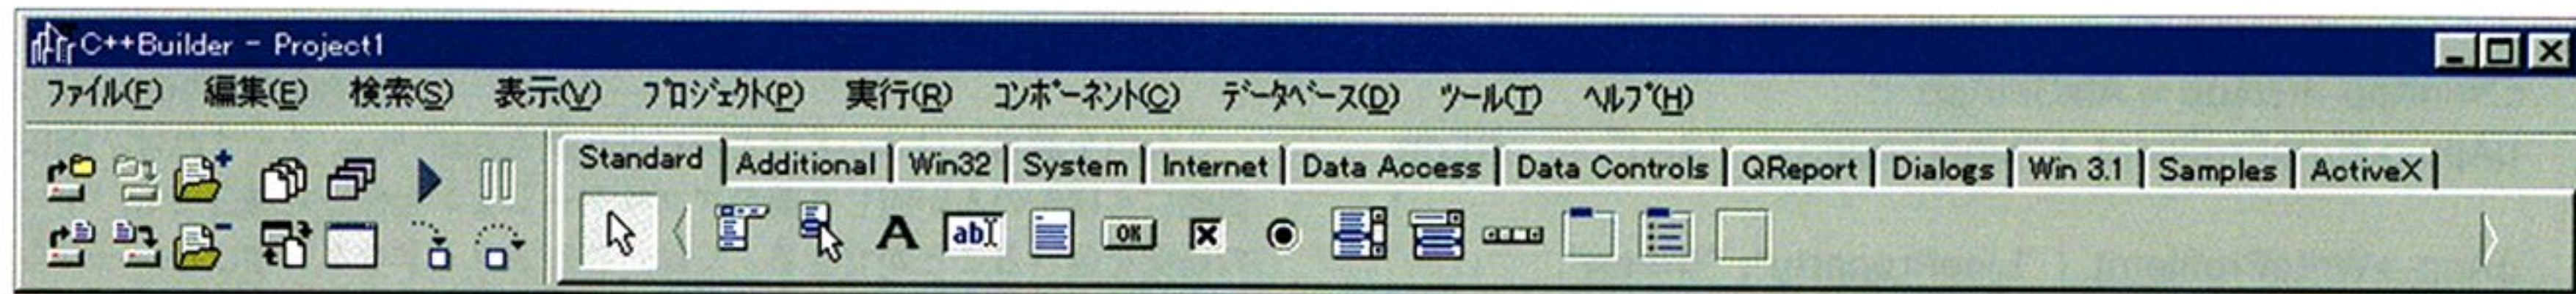 C++Builder - Project1
ファイル(F) 編集(E) 検索(S) 表示(V) プロジェクト(P) 実行(R) コンポーネント(C) データベース(D) ツール(T) ヘルプ(H)
Standard Additional Win32 System Internet Data Access Data Controls QReport Dialogs Win 3.1 Samples ActiveX
A abI OK